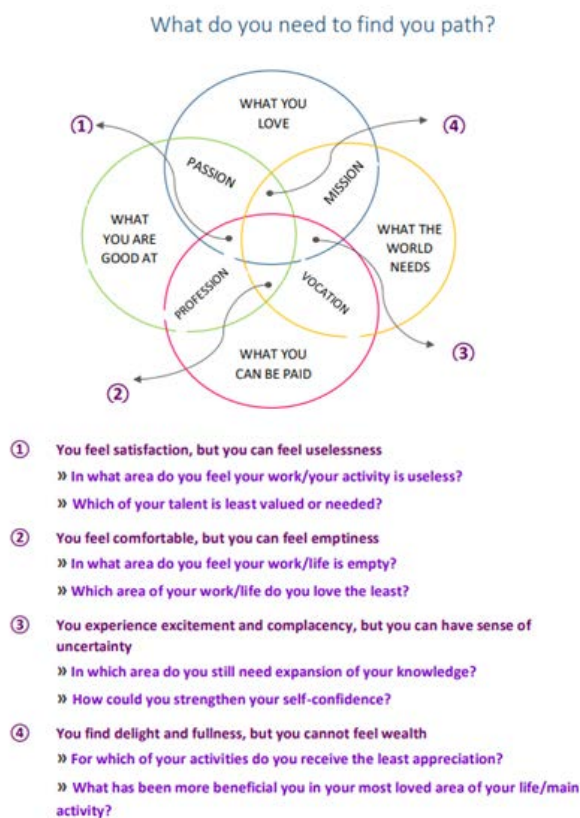 What do you need to find you path?
WHAT YOU
LOVE
①
④
PASSION
MISSION
WHAT
YOU ARE
GOOD AT
WHAT THE
WORLD
NEEDS
PROFESSION
VOCATION
WHAT YOU
CAN BE PAID
③
②
① You feel satisfaction, but you can feel uselessness
» In what area do you feel your work/your activity is useless?
» Which of your talent is least valued or needed?
② You feel comfortable, but you can feel emptiness
» In what area do you feel your work/life is empty?
» Which area of your work/life do you love the least?
③ You experience excitement and complacency, but you can have sense of
uncertainty
» In which area do you still need expansion of your knowledge?
» How could you strengthen your self-confidence?
④ You find delight and fullness, but you cannot feel wealth
» For which of your activities do you receive the least appreciation?
» What has been more beneficial you in your most loved area of your life/main
activity?